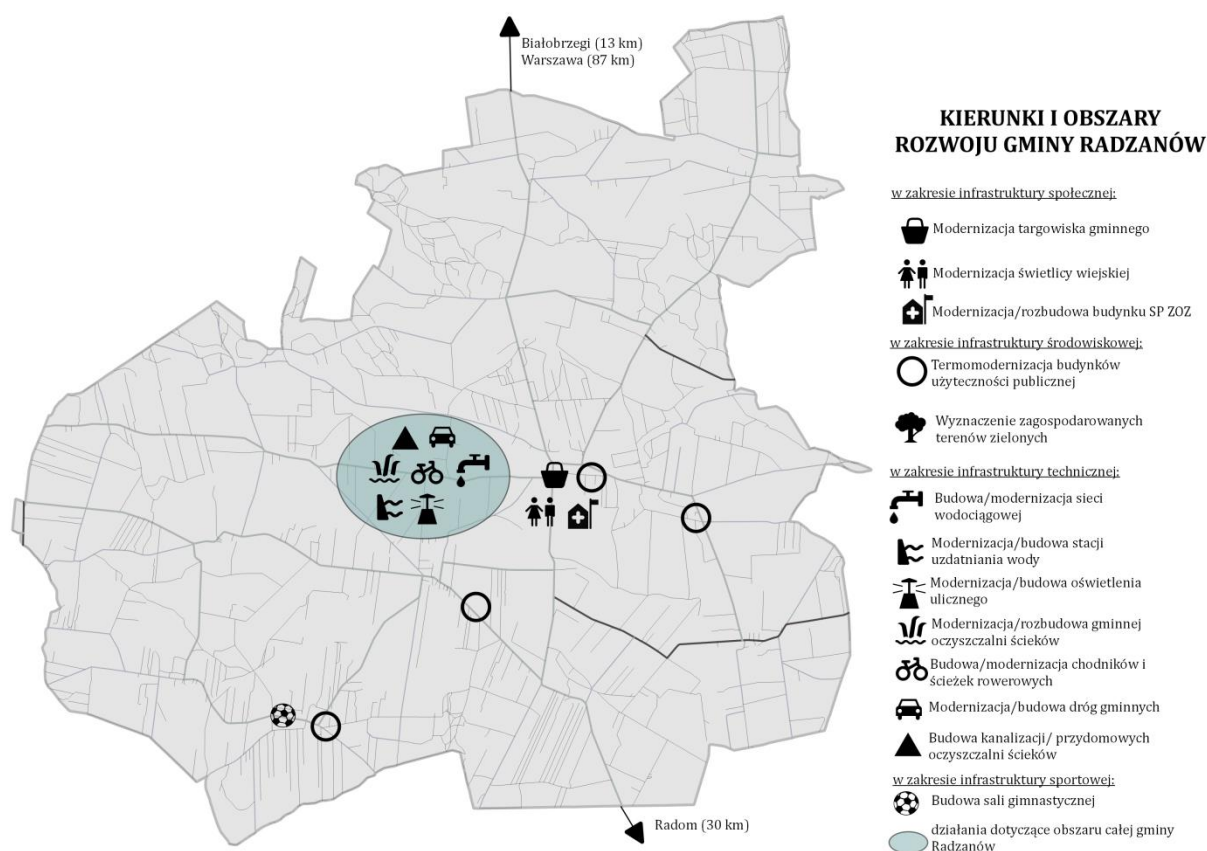 Białobrzegi (13 km)
Warszawa (87 km)
KIERUNKI I OBSZARY
ROZWOJU GMINY RADZANÓW
w zakresie infrastruktury społecznej:
Modernizacja targowiska gminnego
Modernizacja świetlicy wiejskiej
Modernizacja/rozbudowa budynku SP ZOZ
w zakresie infrastruktury środowiskowej:
Termomodernizacja budynków
użyteczności publicznej
Wyznaczenie zagospodarowanych
terenów zielonych
w zakresie infrastruktury technicznej:
Budowa/modernizacja sieci
wodociągowej
Modernizacja/budowa stacji
uzdatniania wody
Modernizacja/budowa oświetlenia
ulicznego
Modernizacja/rozbudowa gminnej
oczyszczalni ścieków
Budowa/modernizacja chodników i
ścieżek rowerowych
Modernizacja/budowa dróg gminnych
Budowa kanalizacji/ przydomowych
oczyszczalni ścieków
w zakresie infrastruktury sportowej:
Budowa sali gimnastycznej
działania dotyczące obszaru całej gminy
Radzanów
Radom (30 km)